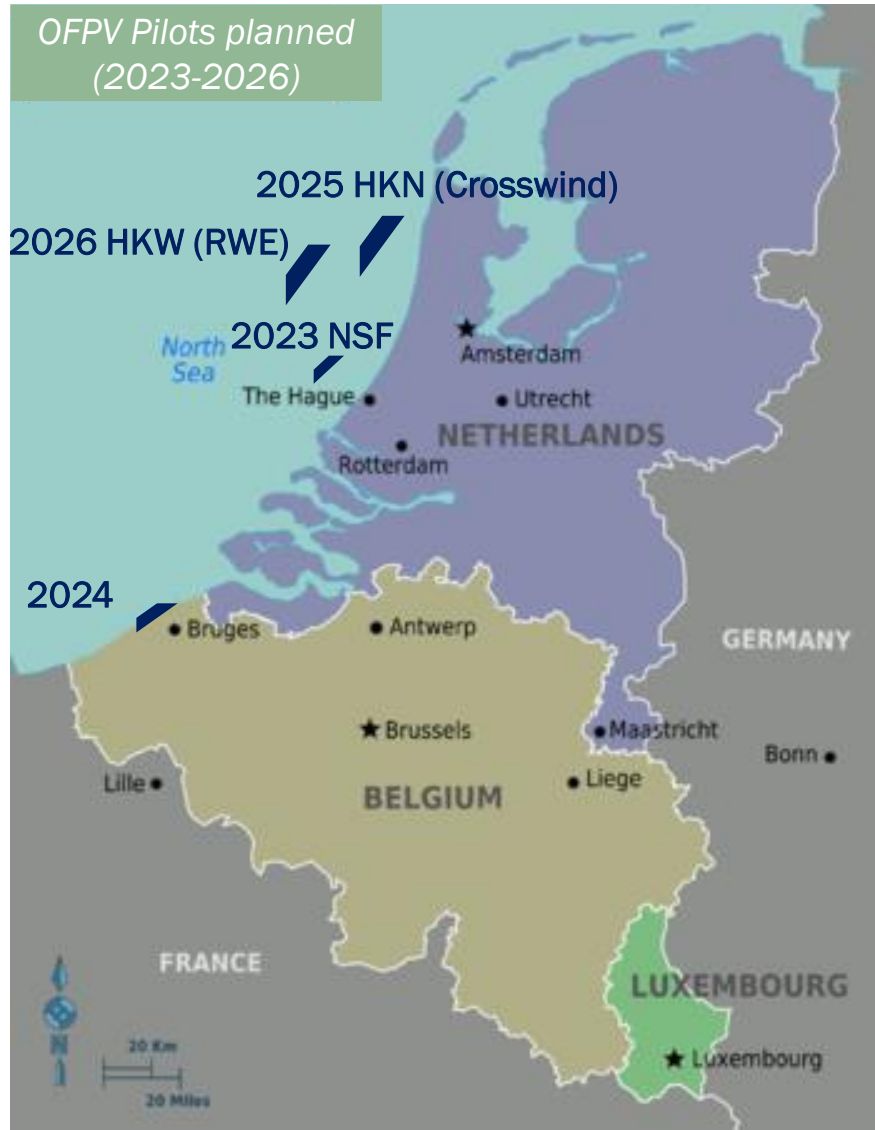 OFPV Pilots planned
(2023-2026)
2025 HKN (Crosswind)
2026 HKW (RWE)
2023 NSF
North
Sea
Amsterdam
The Hague
Utrecht
NETHERLANDS
Rotterdam
2024
Bruges
Antwerp
GERMANY
Brussels
Maastricht
Bonn
Lille
Liege
BELGIUM
FRANCE
LUXEMBOURG
N
20 Km
20 Miles
Luxembourg